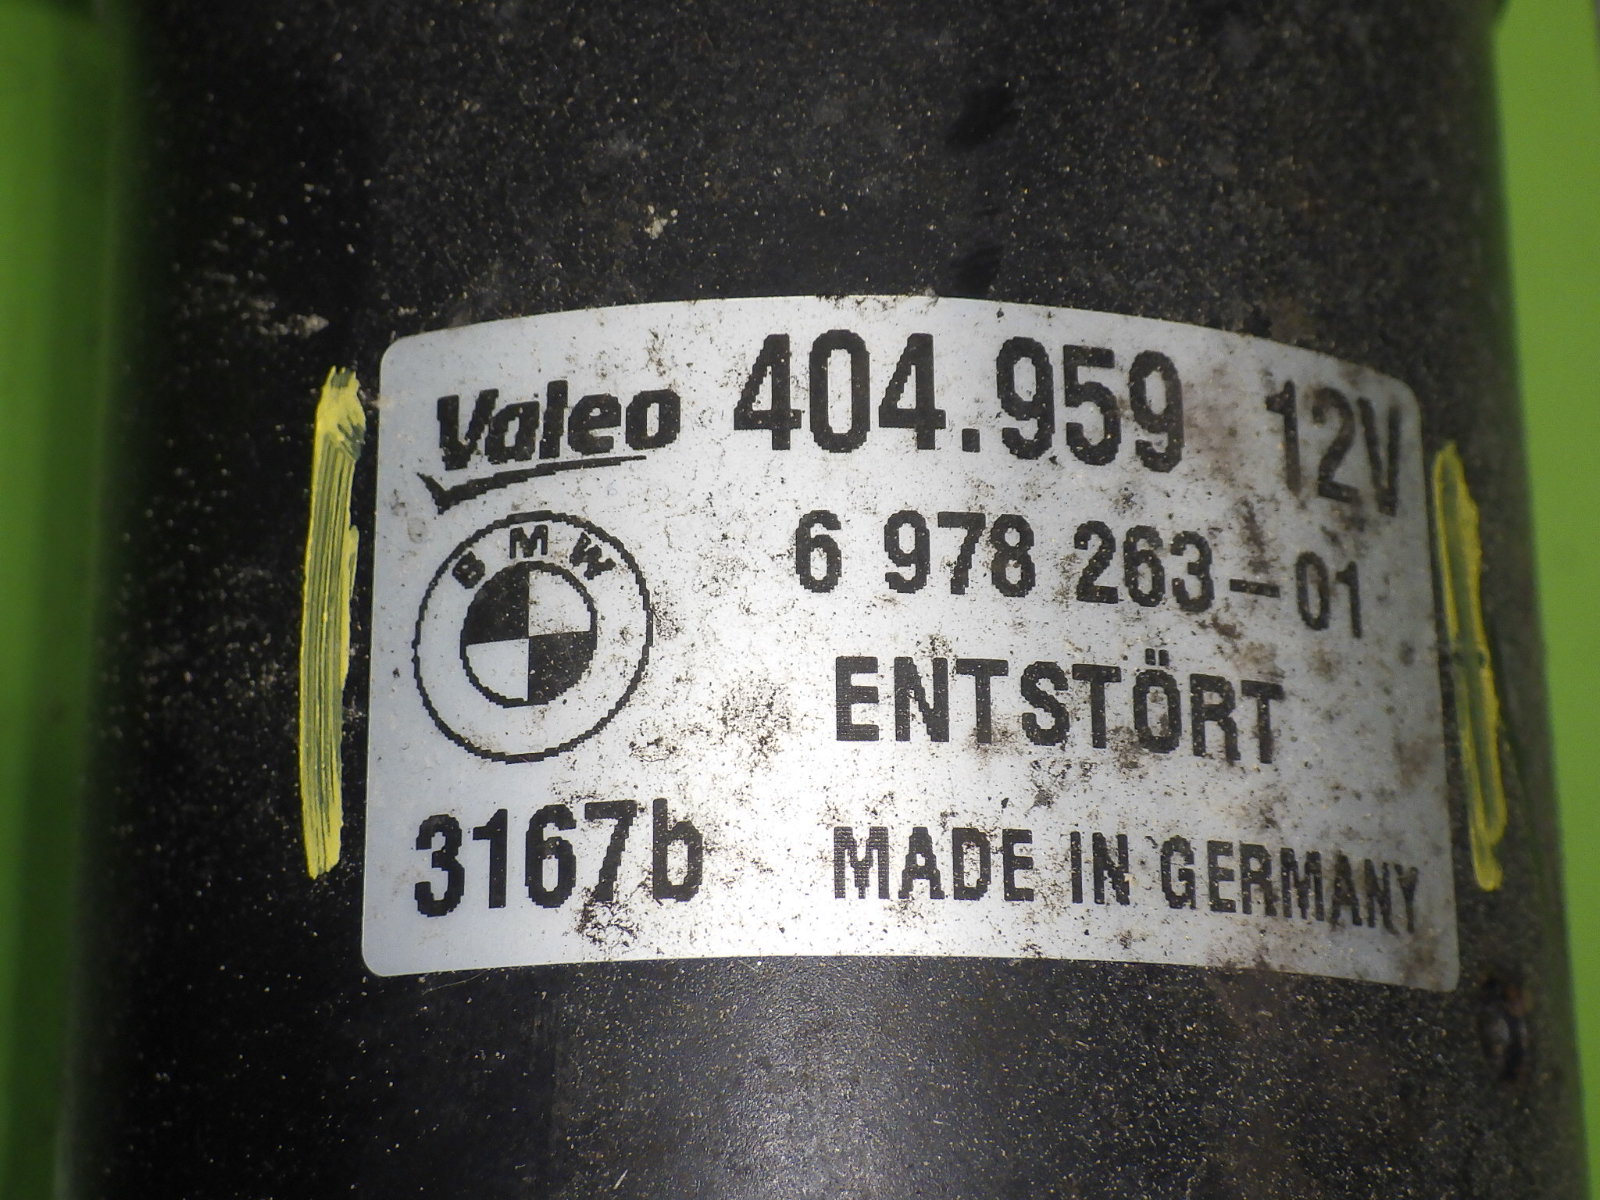 Valeo 404.959 12V
BMW
6 978 263-01
ENTSTÖRT
3167b MADE IN GERMANY